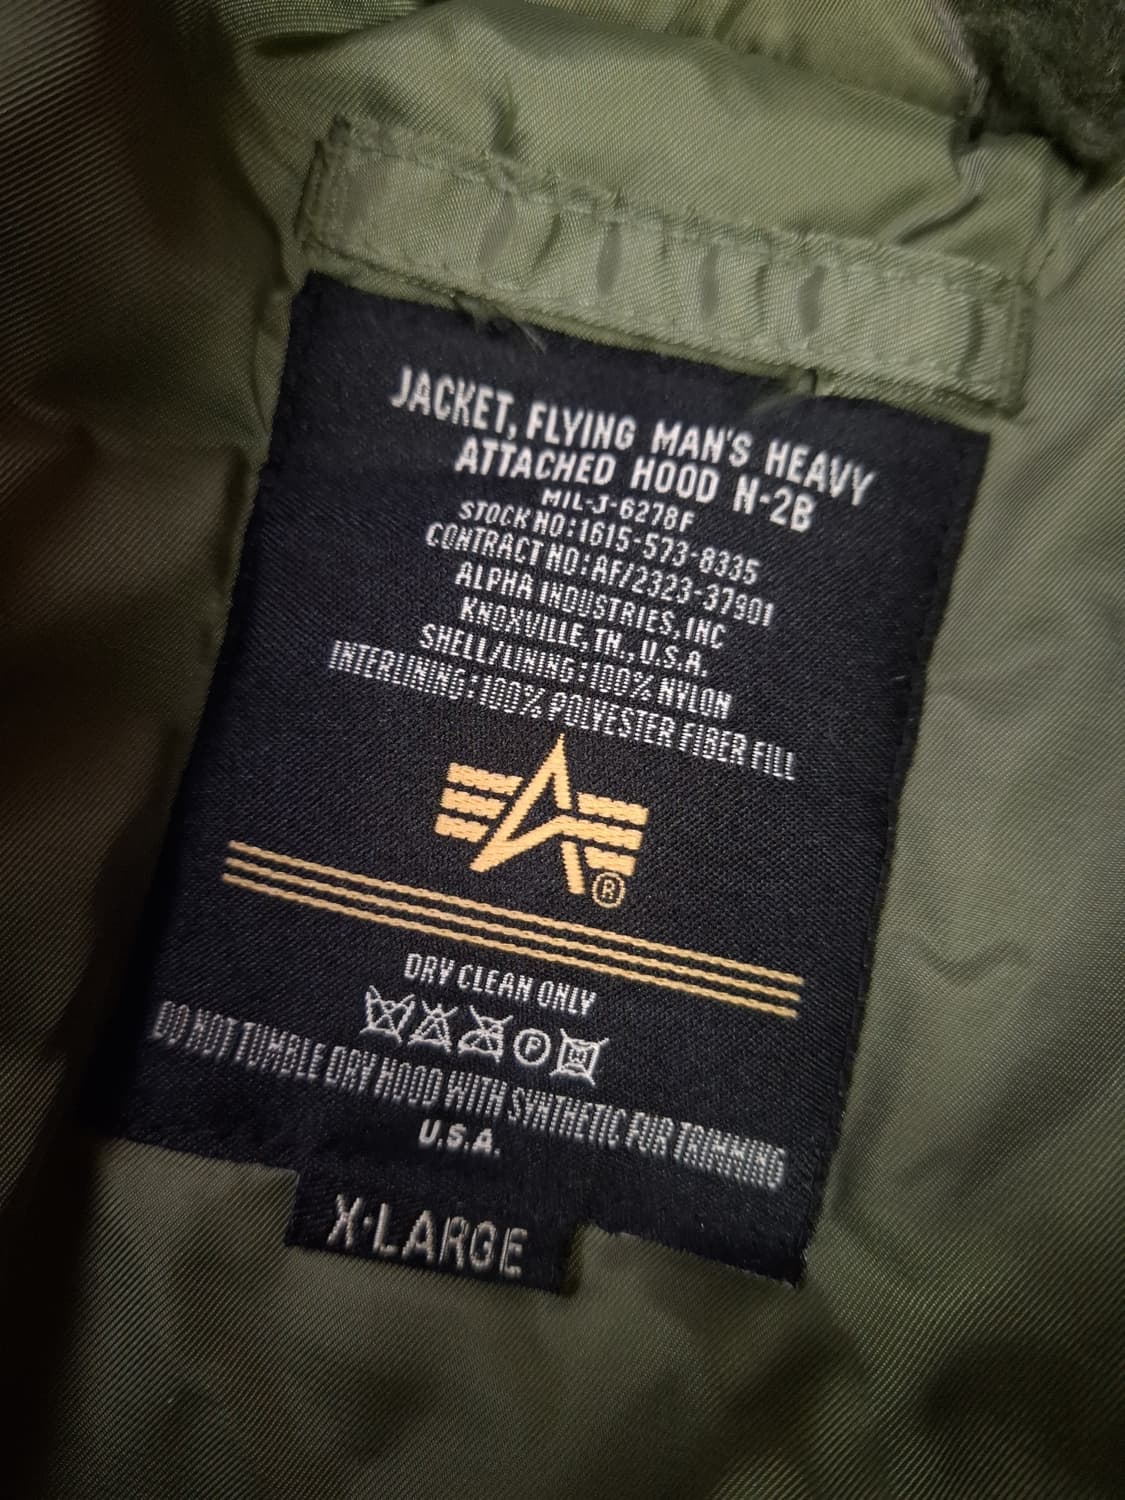 JACKET, FLYING MAN'S HEAVY
ATTACHED HOOD N-2B
MIL-J-6278F
STOCK NO:1615-573-8335
CONTRACT NO:AF/2323-37901
ALPHA INDUSTRIES, INC
KNOXVILLE, TN., U.S.A.
SHELL/LINING:100% NYLON
INTERLINING:100% POLYESTER FIBER FILL
®
DRY CLEAN ONLY
P
DO NOT TUMBLE DRY HOOD WITH SYNTHETIC FUR TRIMMING
U.S.A.
X-LARGE